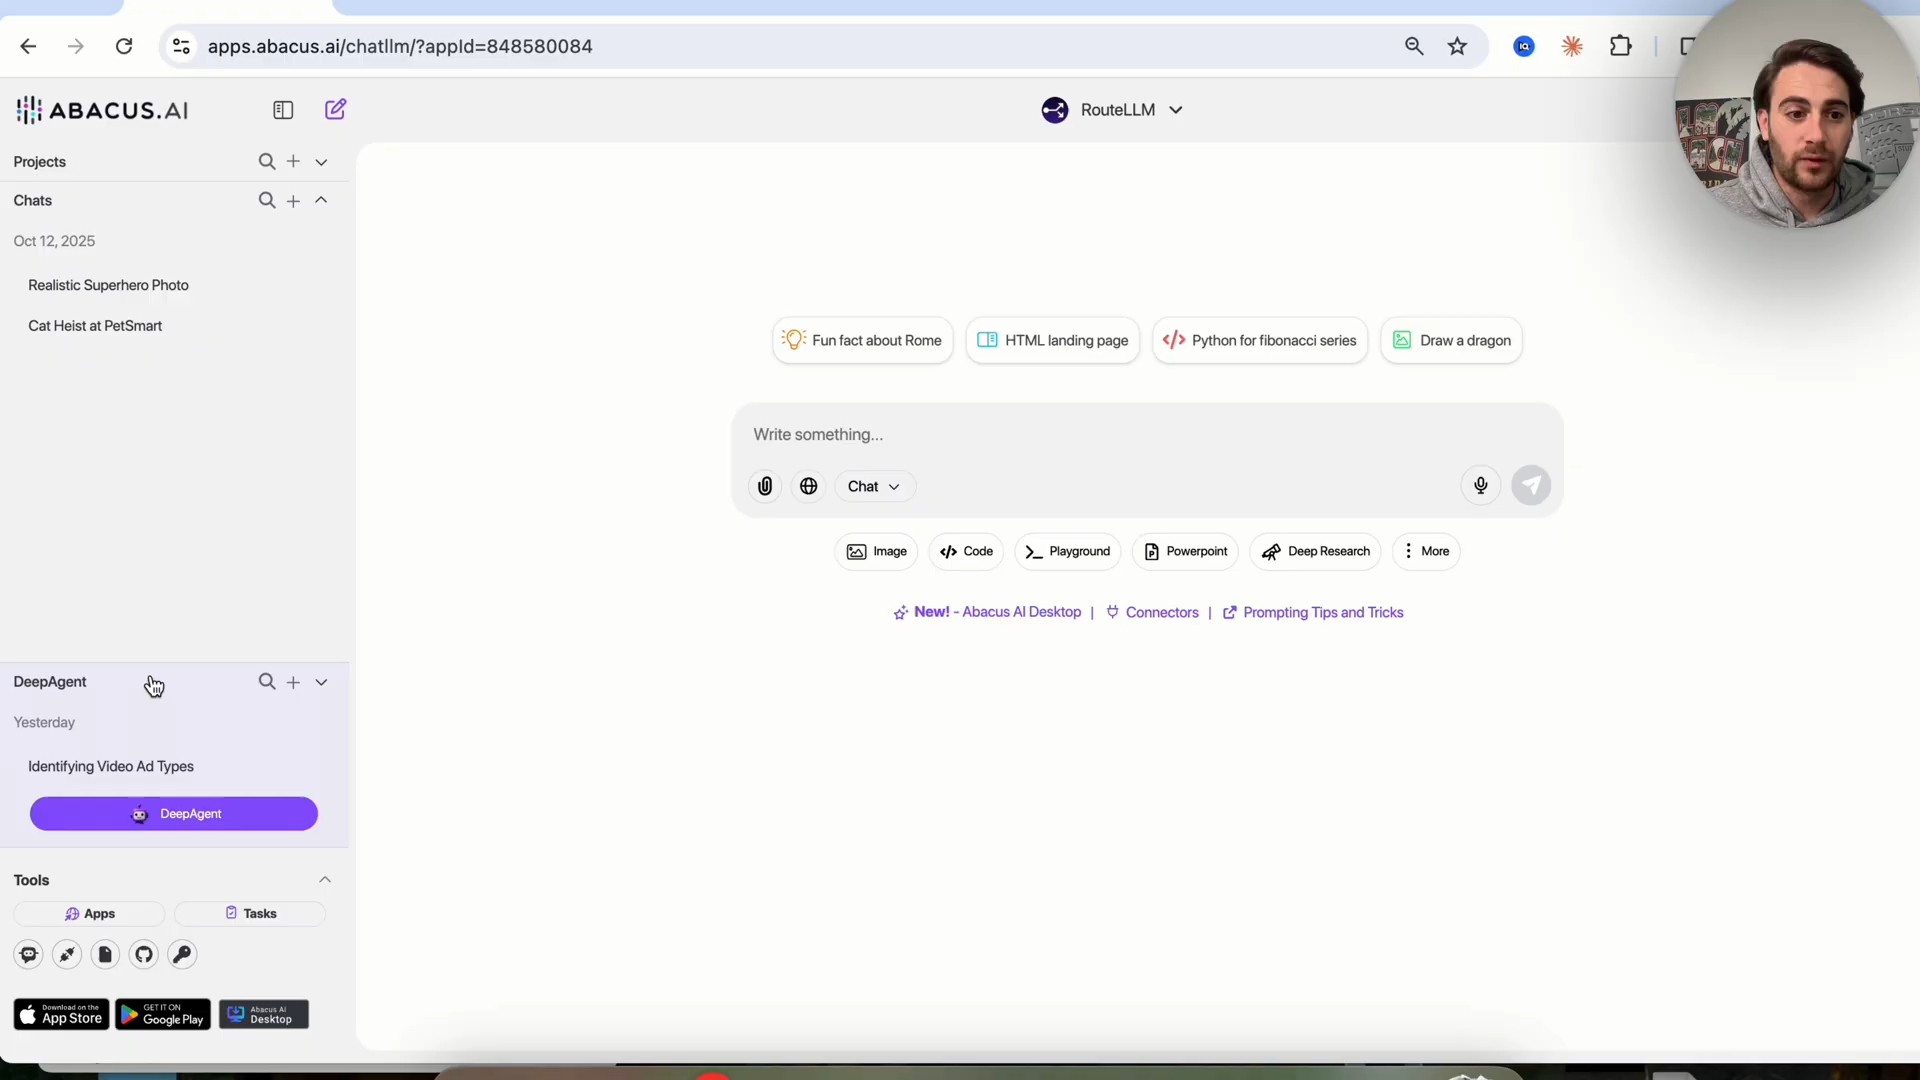 apps.abacus.ai/chatllm/?appId=848580084
ABACUS.AI
RouteLLM
Projects
Chats
Oct 12, 2025
Realistic Superhero Photo
Cat Heist at PetSmart
Fun fact about Rome
HTML landing page
Python for fibonacci series
Draw a dragon
Write something...
Chat
Image
Code
Playground
Powerpoint
Deep Research
More
New! - Abacus AI Desktop | Connectors | Prompting Tips and Tricks
DeepAgent
Yesterday
Identifying Video Ad Types
DeepAgent
Tools
Apps
Tasks
Download on the App Store
GET IT ON Google Play
Abacus AI Desktop